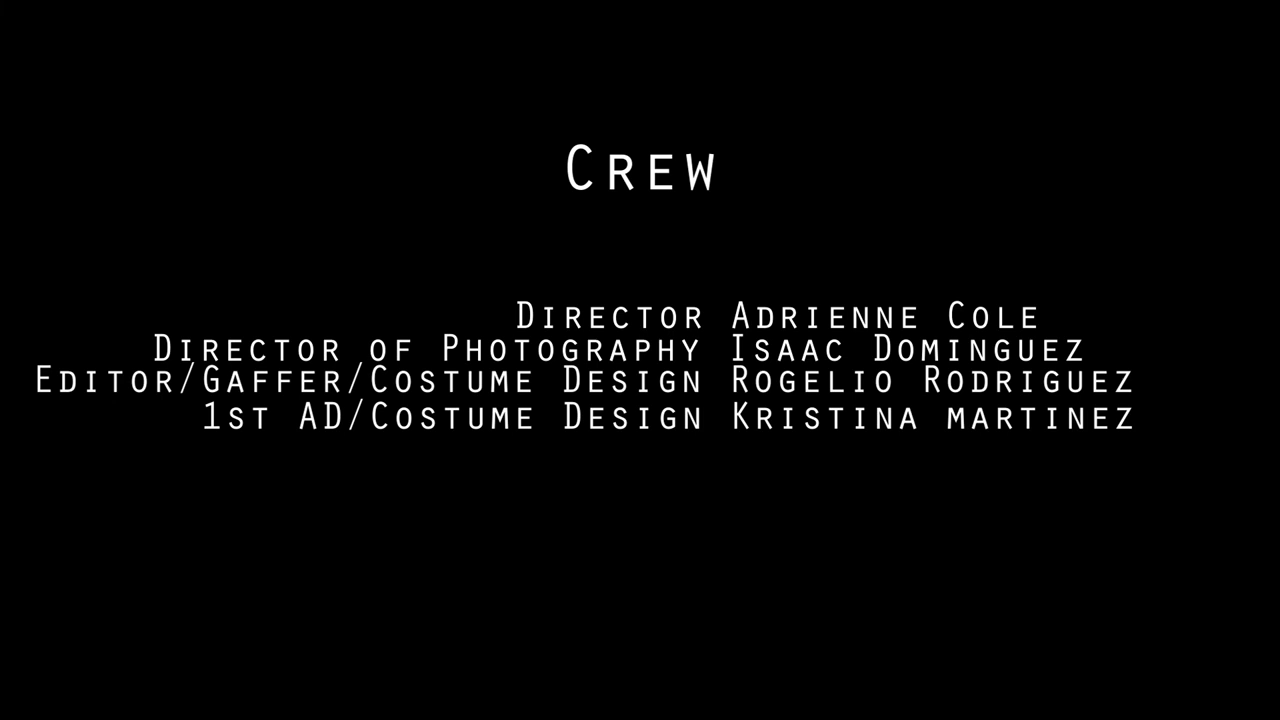 Crew
Director Adrienne Cole
Director of Photography Isaac Dominguez
Editor/Gaffer/Costume Design Rogelio Rodriguez
1st AD/Costume Design Kristina martinez